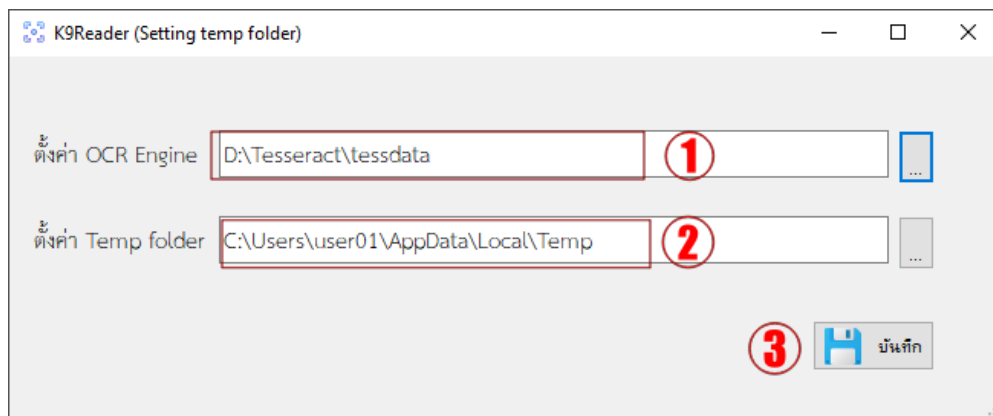 K9Reader (Setting temp folder)
ตั้งค่า OCR Engine D:\Tesseract\tessdata 1 ...
ตั้งค่า Temp folder C:\Users\user01\AppData\Local\Temp 2 ...
3 บันทึก